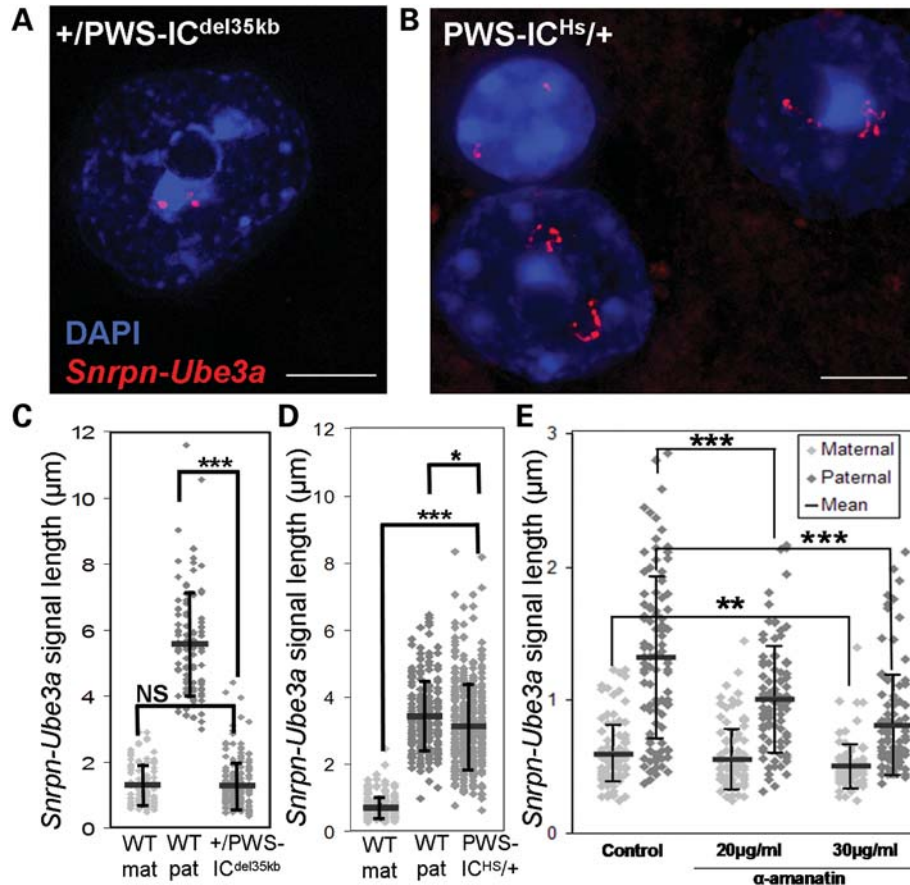 A
+/PWS-IC^del35kb
DAPI
Snrpn-Ube3a
B
PWS-IC^Hs/+
C
Snrpn-Ube3a signal length (µm)
12
10
8
6
4
2
0
***
NS
WT mat
WT pat
+/PWS-IC^del35kb
D
Snrpn-Ube3a signal length (µm)
12
10
8
6
4
2
0
*
***
WT mat
WT pat
PWS-IC^HS/+
E
Snrpn-Ube3a signal length (µm)
3
2
1
0
***
***
**
Maternal
Paternal
Mean
Control
20µg/ml
30µg/ml
α-amanatin